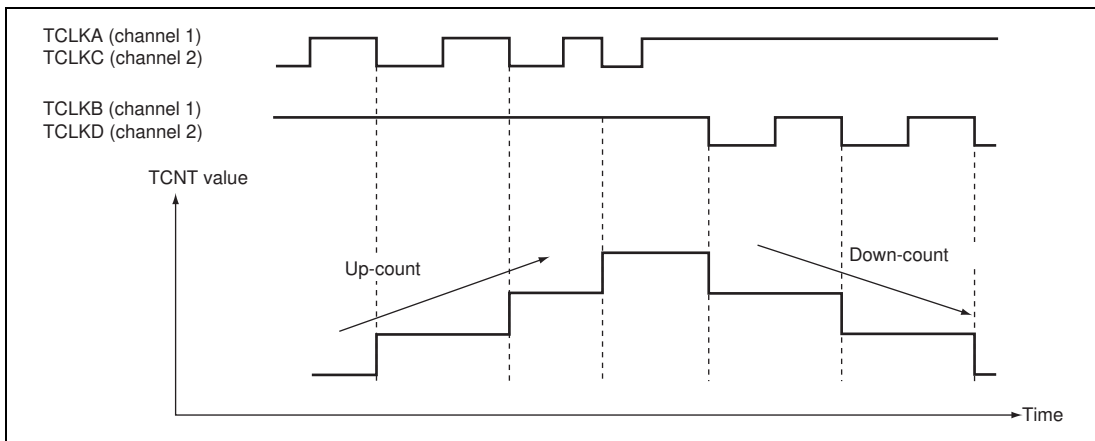 TCLKA (channel 1)
TCLKC (channel 2)
TCLKB (channel 1)
TCLKD (channel 2)
TCNT value
Up-count
Down-count
Time